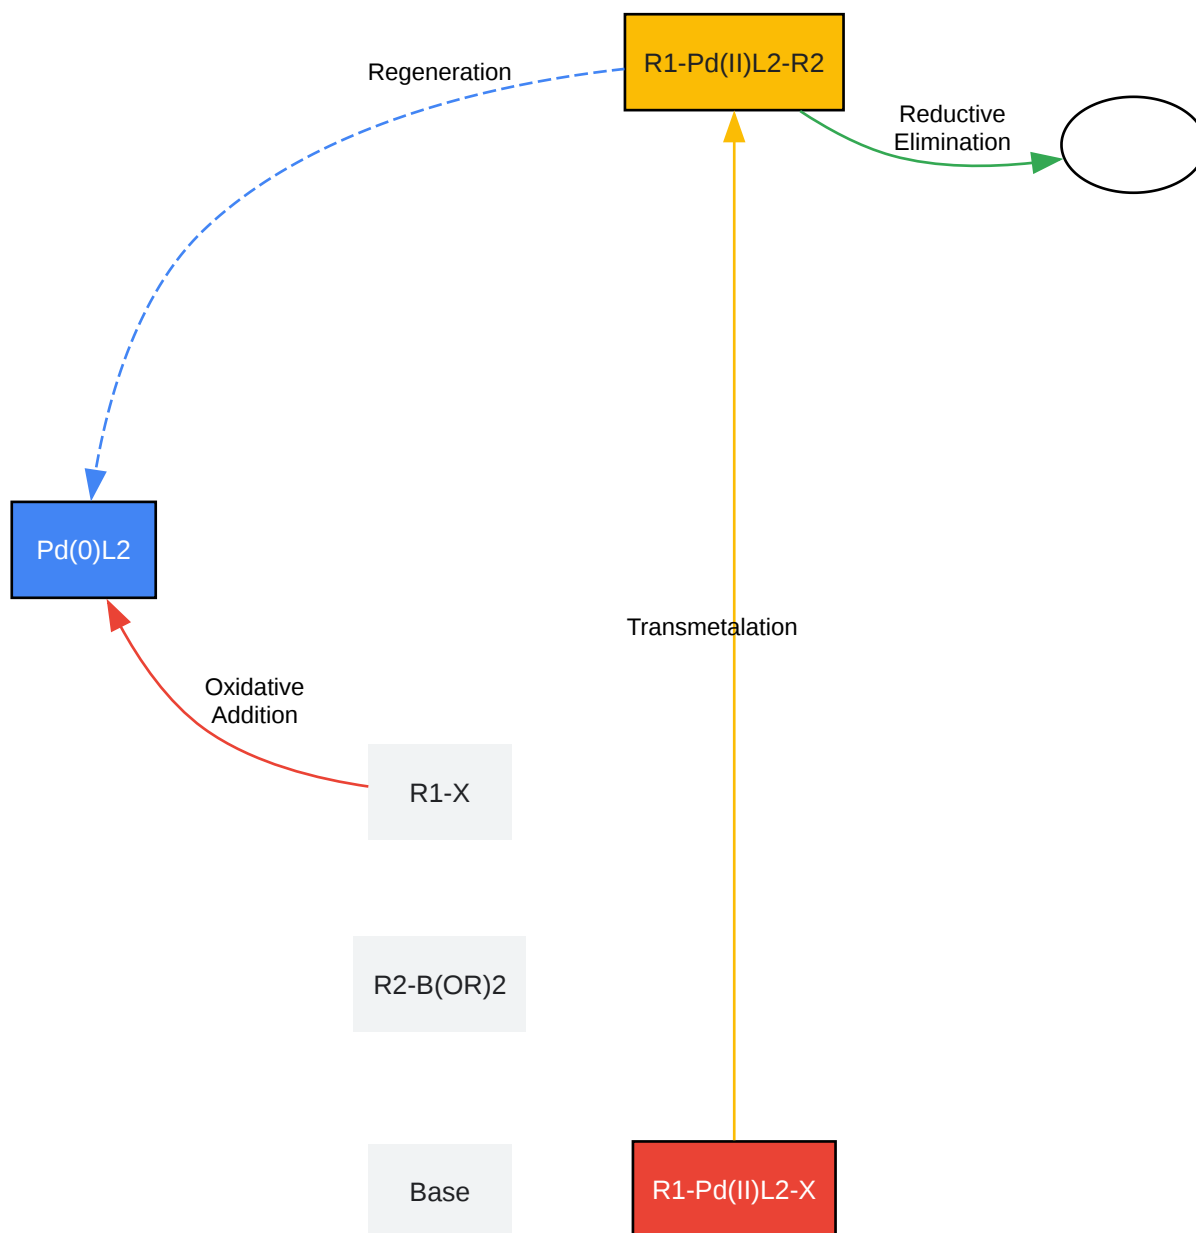 R1-Pd(II)L2-R2
Regeneration
Reductive
Elimination
Pd(0)L2
Transmetalation
Oxidative
Addition
R1-X
R2-B(OR)2
Base
R1-Pd(II)L2-X